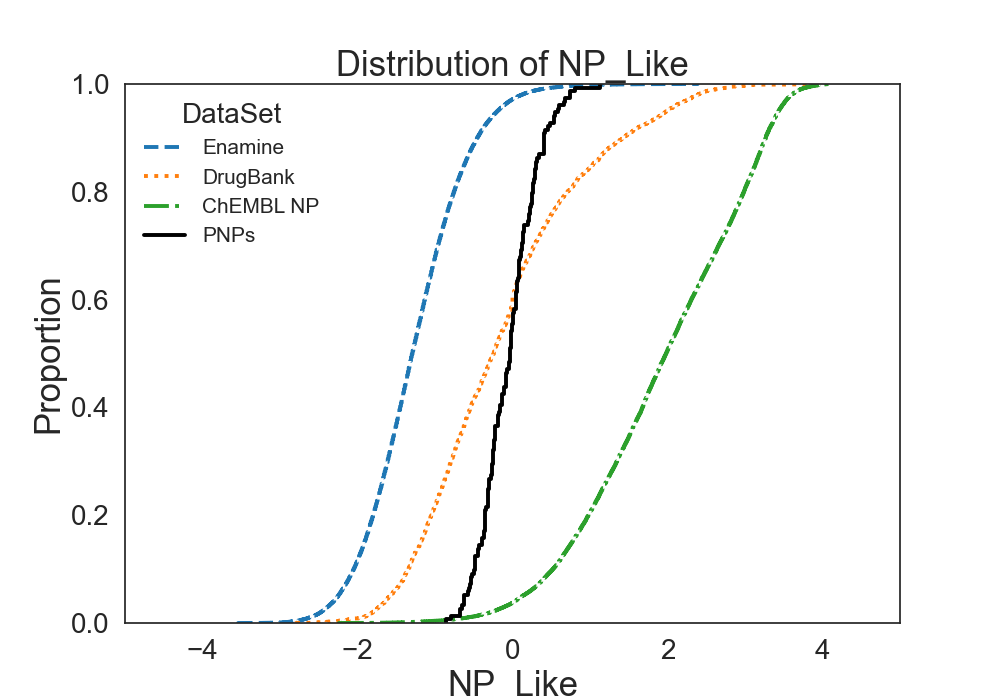 Distribution of NP_Like
1.0
0.8
0.6
0.4
0.2
0.0
Proportion
DataSet
Enamine
DrugBank
ChEMBL NP
PNPs
−4 −2 0 2 4
NP_Like